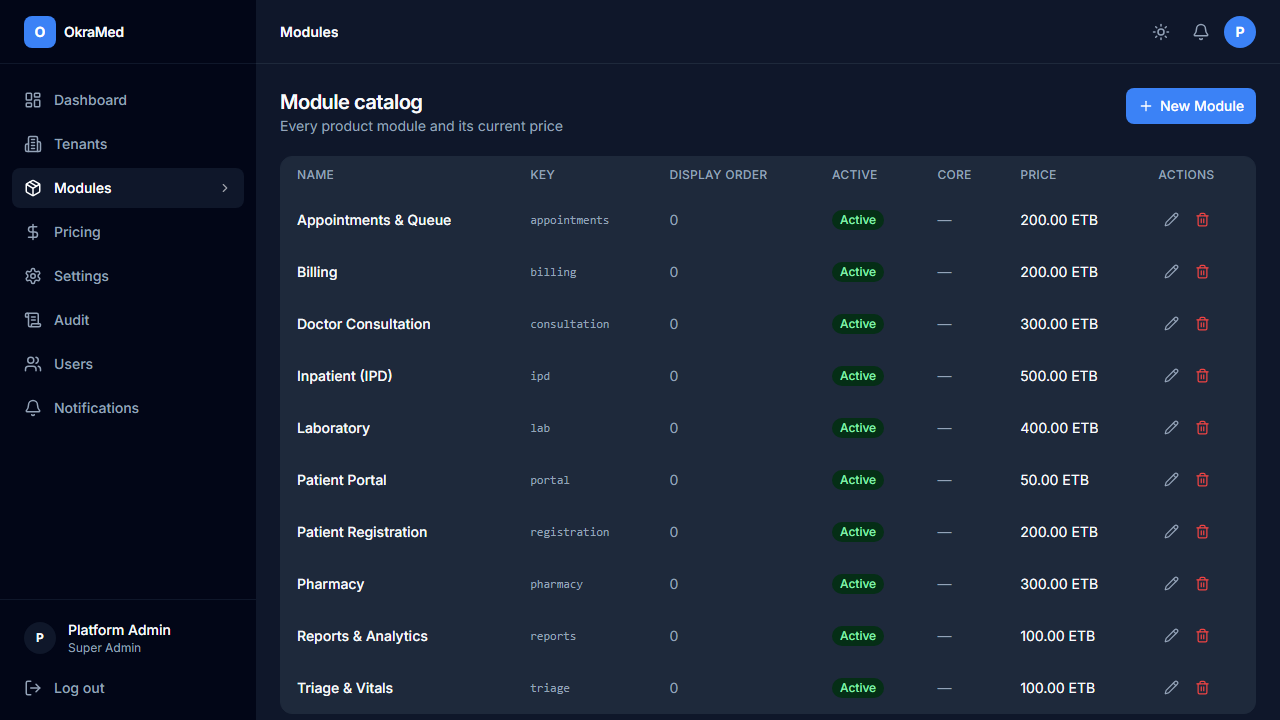 O OkraMed
Modules
P
Dashboard
Tenants
Modules
Pricing
Settings
Audit
Users
Notifications
P
Platform Admin
Super Admin
Log out
Module catalog
Every product module and its current price
New Module
NAME KEY DISPLAY ORDER ACTIVE CORE PRICE ACTIONS
Appointments & Queue appointments 0 Active — 200.00 ETB
Billing billing 0 Active — 200.00 ETB
Doctor Consultation consultation 0 Active — 300.00 ETB
Inpatient (IPD) ipd 0 Active — 500.00 ETB
Laboratory lab 0 Active — 400.00 ETB
Patient Portal portal 0 Active — 50.00 ETB
Patient Registration registration 0 Active — 200.00 ETB
Pharmacy pharmacy 0 Active — 300.00 ETB
Reports & Analytics reports 0 Active — 100.00 ETB
Triage & Vitals triage 0 Active — 100.00 ETB